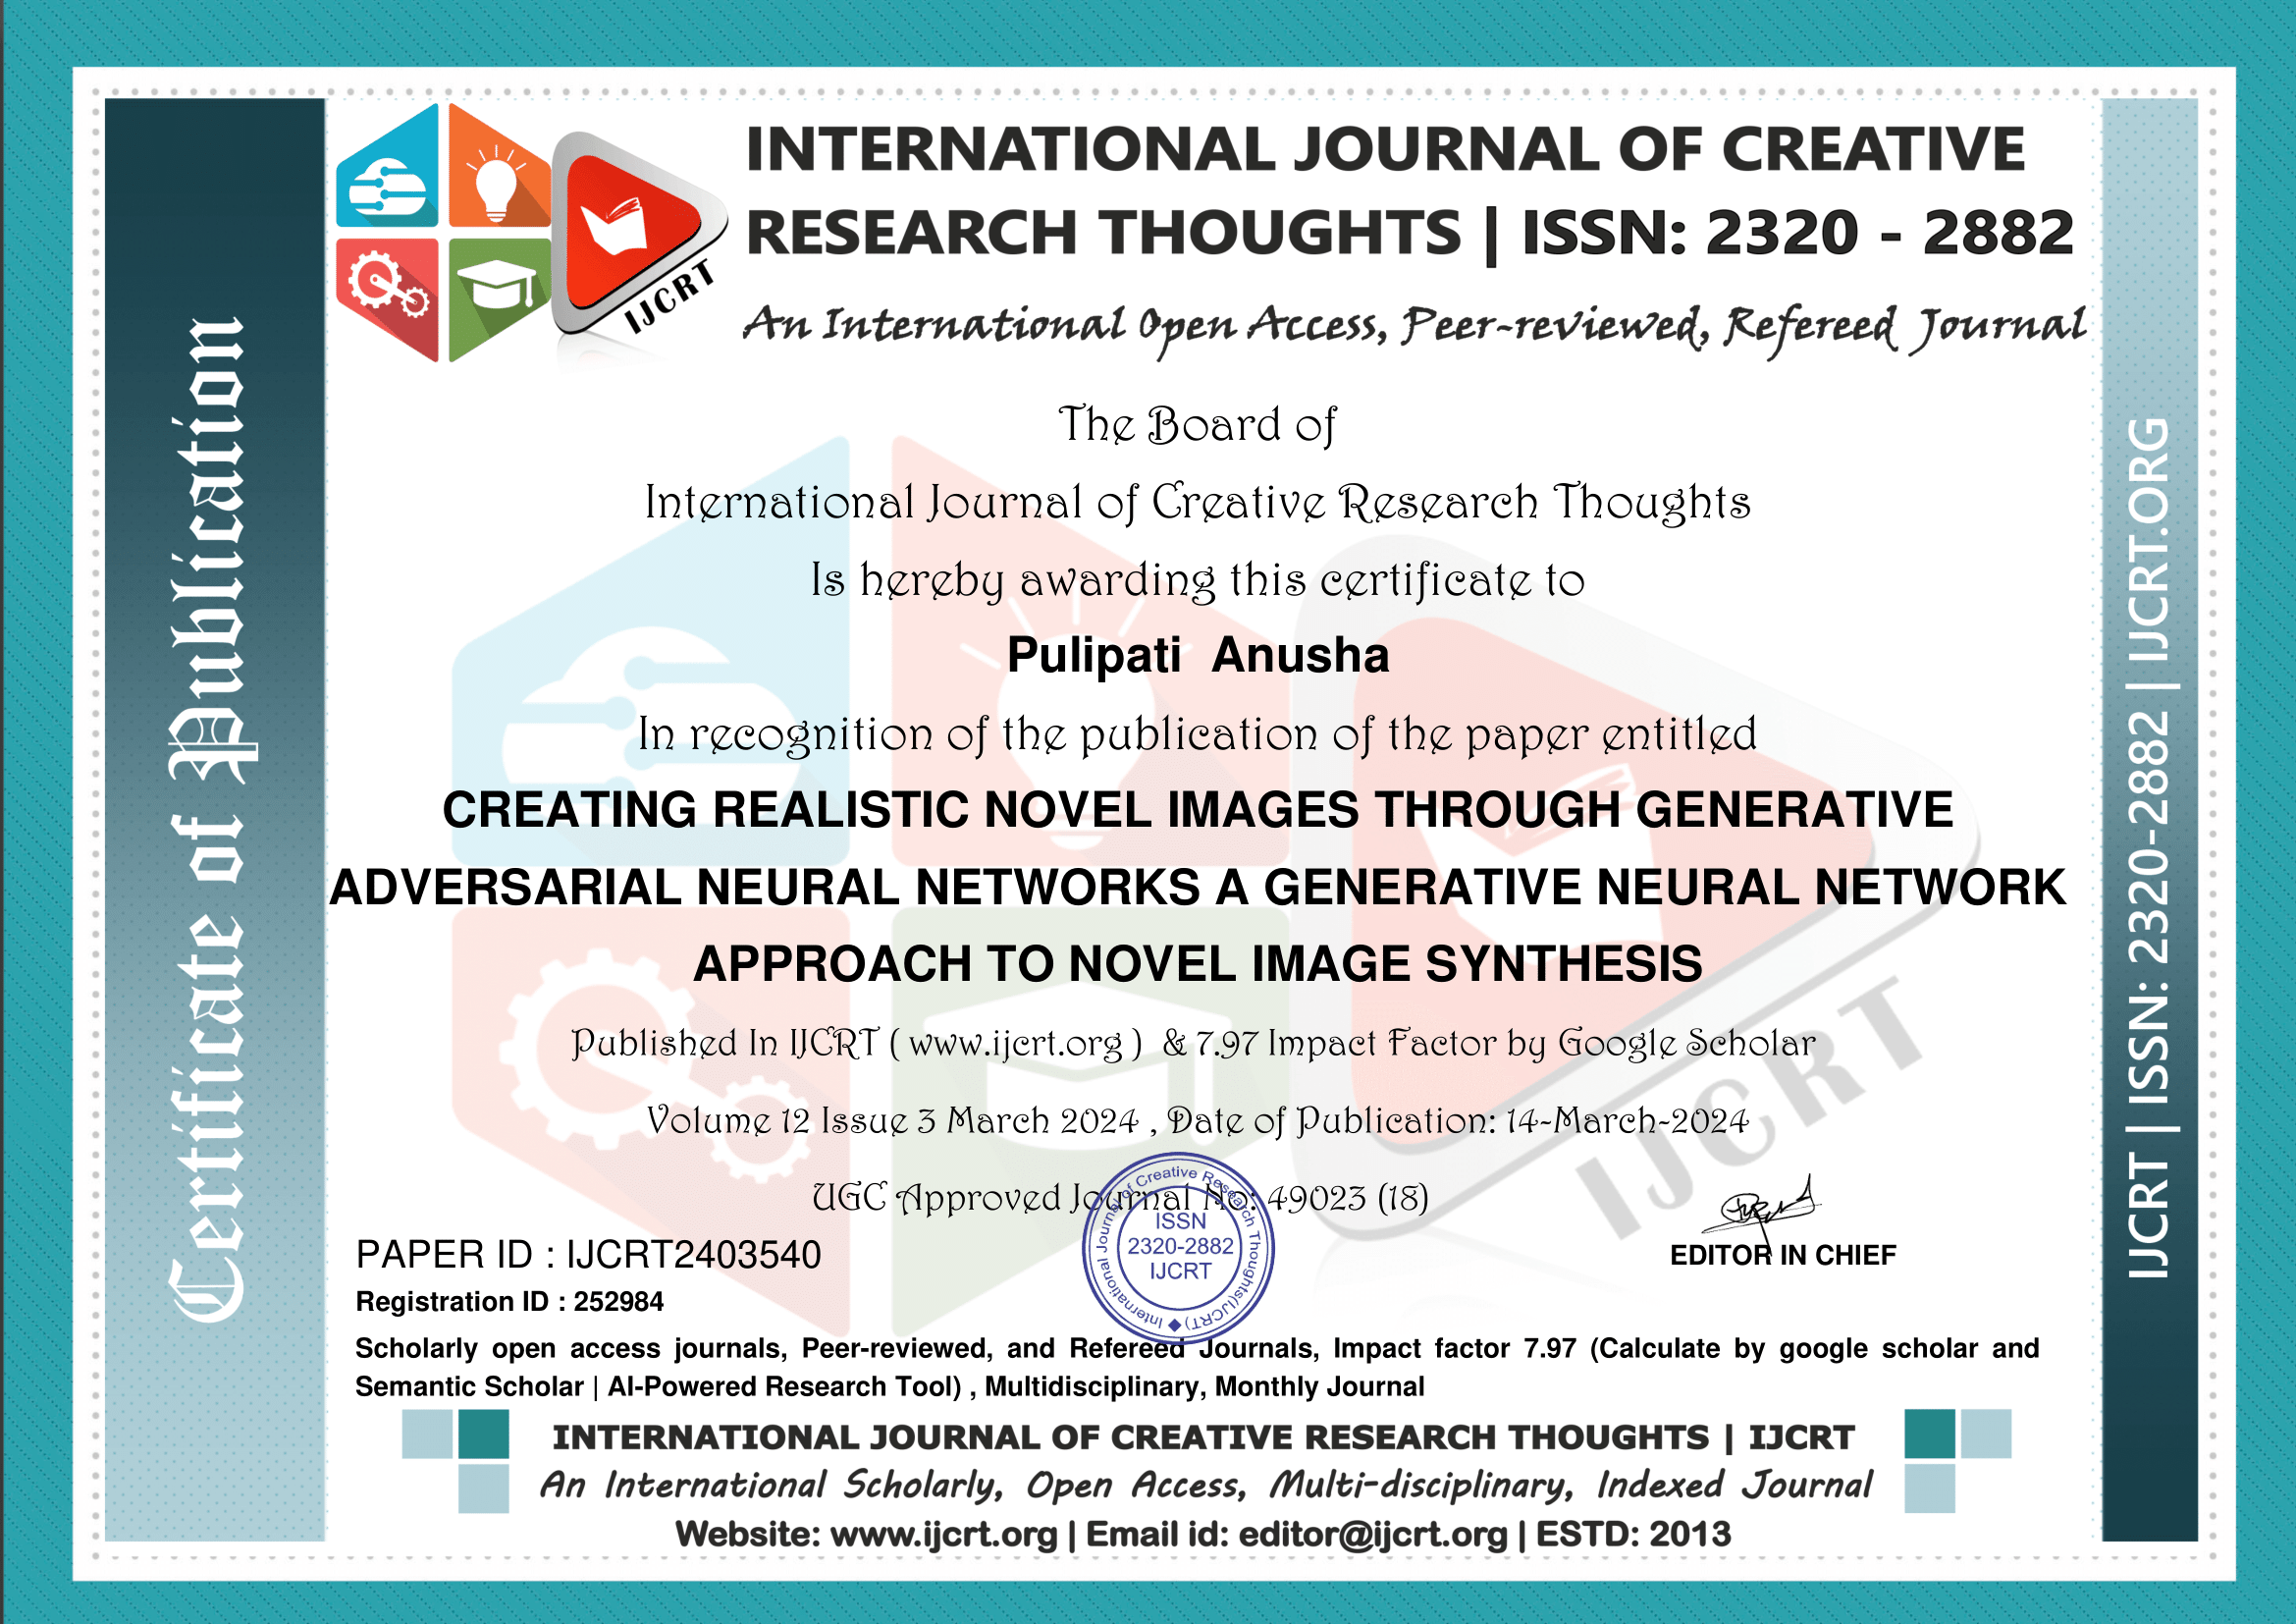 Certificate of Publication
IJCRT
INTERNATIONAL JOURNAL OF CREATIVE
RESEARCH THOUGHTS | ISSN: 2320 - 2882
An International Open Access, Peer-reviewed, Refereed Journal
The Board of
International Journal of Creative Research Thoughts
Is hereby awarding this certificate to
Pulipati Anusha
In recognition of the publication of the paper entitled
CREATING REALISTIC NOVEL IMAGES THROUGH GENERATIVE
ADVERSARIAL NEURAL NETWORKS A GENERATIVE NEURAL NETWORK
APPROACH TO NOVEL IMAGE SYNTHESIS
Published In IJCRT ( www.ijcrt.org ) & 7.97 Impact Factor by Google Scholar
Volume 12 Issue 3 March 2024 , Date of Publication: 14-March-2024
UGC Approved Journal No: 49023 (18)
IJCRT
PAPER ID : IJCRT2403540
Registration ID : 252984
International Journal of Creative Research Thoughts(IJCRT)
ISSN
2320-2882
IJCRT
EDITOR IN CHIEF
Scholarly open access journals, Peer-reviewed, and Refereed Journals, Impact factor 7.97 (Calculate by google scholar and
Semantic Scholar | AI-Powered Research Tool) , Multidisciplinary, Monthly Journal
INTERNATIONAL JOURNAL OF CREATIVE RESEARCH THOUGHTS | IJCRT
An International Scholarly, Open Access, Multi-disciplinary, Indexed Journal
Website: www.ijcrt.org | Email id: editor@ijcrt.org | ESTD: 2013
IJCRT | ISSN: 2320-2882 | IJCRT.ORG